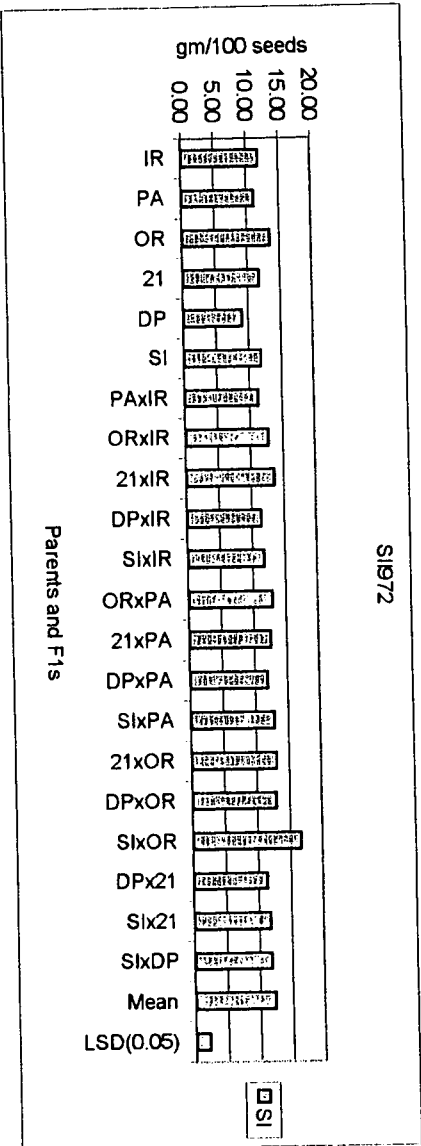 SI972
gm/100 seeds
20.00
15.00
10.00
5.00
0.00
IR
PA
OR
21
DP
SI
PAxIR
ORxIR
21xIR
DPxIR
SIxIR
ORxPA
21xPA
DPxPA
SIxPA
21xOR
DPxOR
SIxOR
DPx21
SIx21
SIxDP
Mean
LSD(0.05)
Parents and F1s
SI